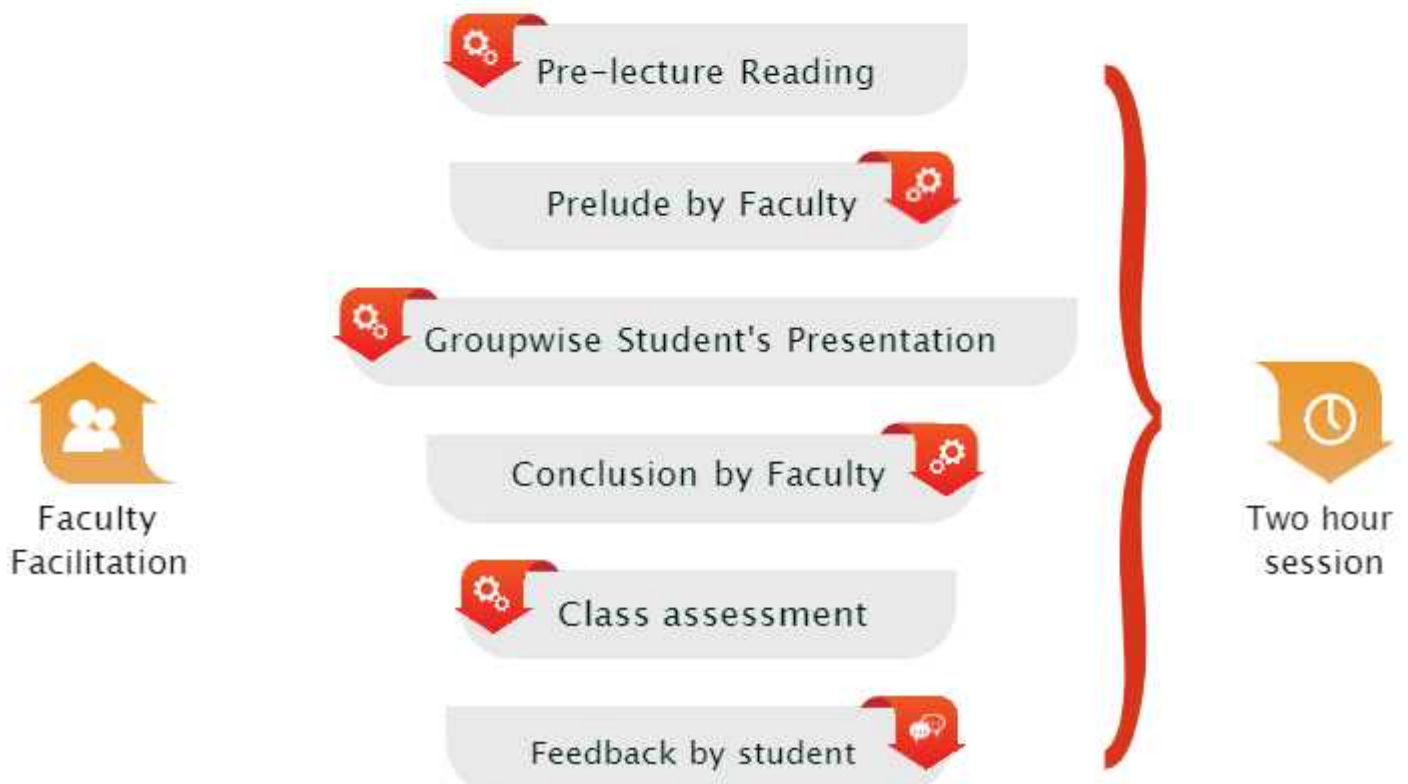 Pre-lecture Reading
Prelude by Faculty
Groupwise Student's Presentation
Conclusion by Faculty
Class assessment
Feedback by student
Faculty
Facilitation
Two hour
session